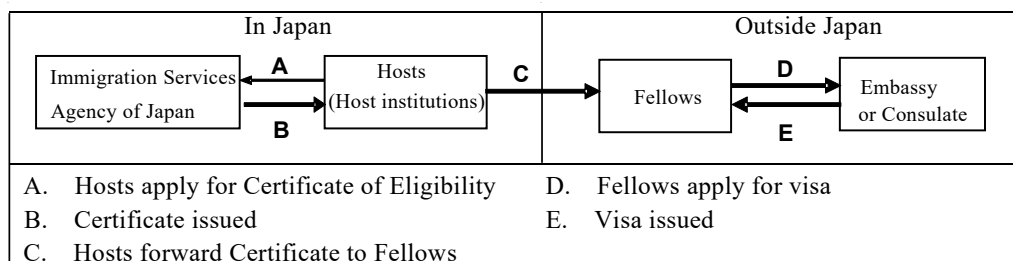 In Japan
Outside Japan
Immigration Services
Agency of Japan
A
B
Hosts
(Host institutions)
C
Fellows
D
E
Embassy
or Consulate
A. Hosts apply for Certificate of Eligibility
B. Certificate issued
C. Hosts forward Certificate to Fellows
D. Fellows apply for visa
E. Visa issued